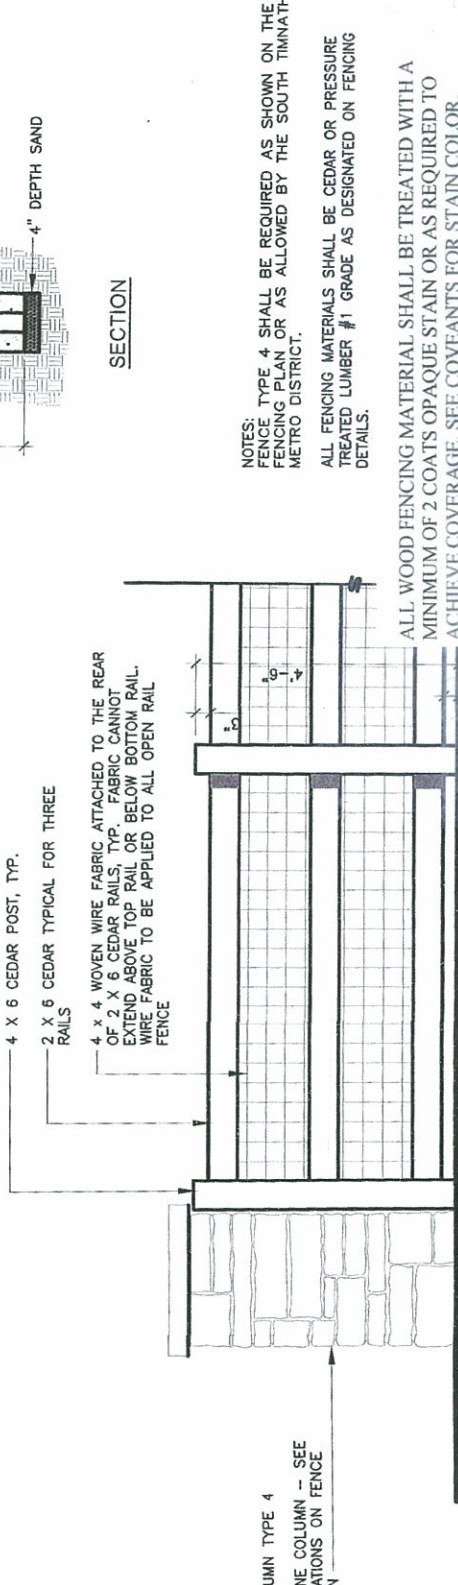 4 X 6 CEDAR POST, TYP.
2 X 6 CEDAR TYPICAL FOR THREE
RAILS
4 x 4 WOVEN WIRE FABRIC ATTACHED TO THE REAR
OF 2 X 6 CEDAR RAILS, TYP. FABRIC CANNOT
EXTEND ABOVE TOP RAIL OR BELOW BOTTOM RAIL.
WIRE FABRIC TO BE APPLIED TO ALL OPEN RAIL
FENCE
UMN TYPE 4
NE COLUMN – SEE
ATIONS ON FENCE
N
3"
4'-6"
4" DEPTH SAND
SECTION
NOTES:
FENCE TYPE 4 SHALL BE REQUIRED AS SHOWN ON THE
FENCING PLAN OR AS ALLOWED BY THE SOUTH TIMNATH
METRO DISTRICT.
ALL FENCING MATERIALS SHALL BE CEDAR OR PRESSURE
TREATED LUMBER #1 GRADE AS DESIGNATED ON FENCING
DETAILS.
ALL WOOD FENCING MATERIAL SHALL BE TREATED WITH A
MINIMUM OF 2 COATS OPAQUE STAIN OR AS REQUIRED TO
ACHIEVE COVERAGE. SEE COVEANTS FOR STAIN COLOR.